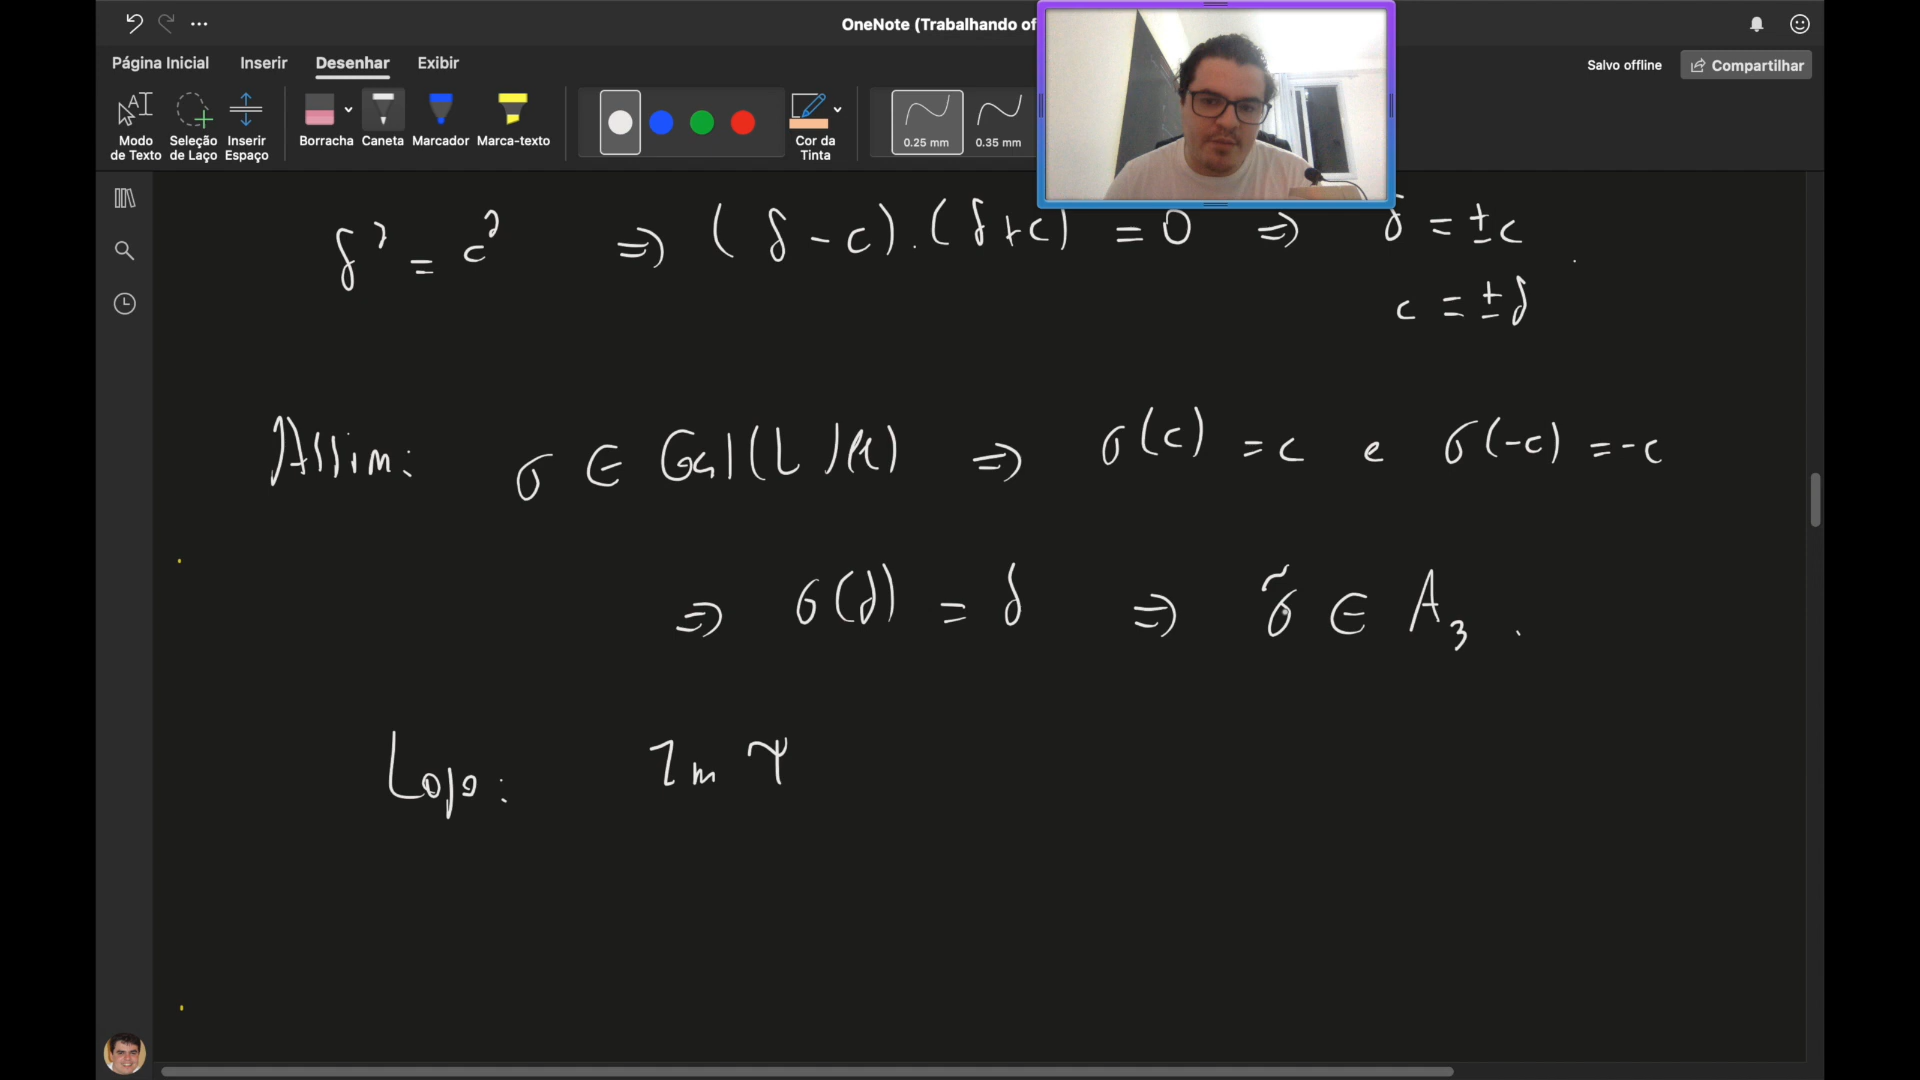 OneNote (Trabalhando of
Página Inicial Inserir Desenhar Exibir
Salvo offline Compartilhar
Modo de Texto
Seleção de Laço
Inserir Espaço
Borracha Caneta Marcador Marca-texto
Cor da Tinta
0.25 mm 0.35 mm
δ² = c² ⇒ (δ - c).(δ + c) = 0 ⇒ δ = ±c
c = ±δ
Assim: σ ∈ Gal(L/K) ⇒ σ(c) = c e σ(-c) = -c
⇒ σ(δ) = δ ⇒ σ̃ ∈ A₃.
Logo: Im Ψ